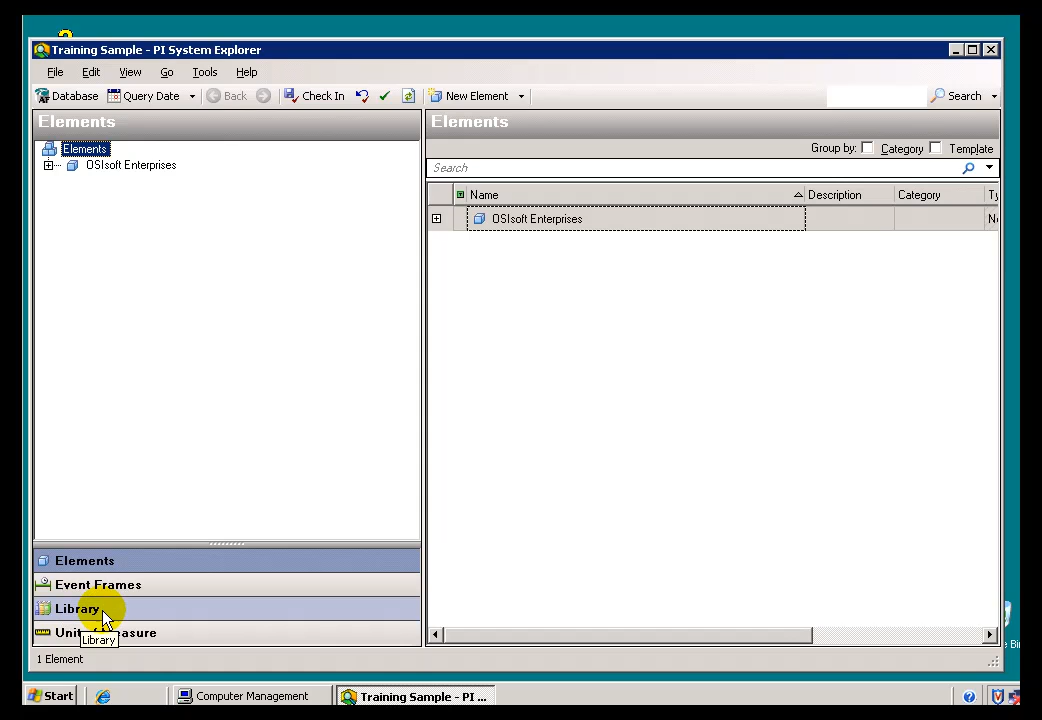 Training Sample - PI System Explorer
File Edit View Go Tools Help
Database Query Date Back Check In New Element Search
Elements
Elements
OSIsoft Enterprises
Elements
Group by: Category Template
Search
Name Description Category
OSIsoft Enterprises
Elements
Event Frames
Library
Library
1 Element
Start Computer Management Training Sample - PI ...